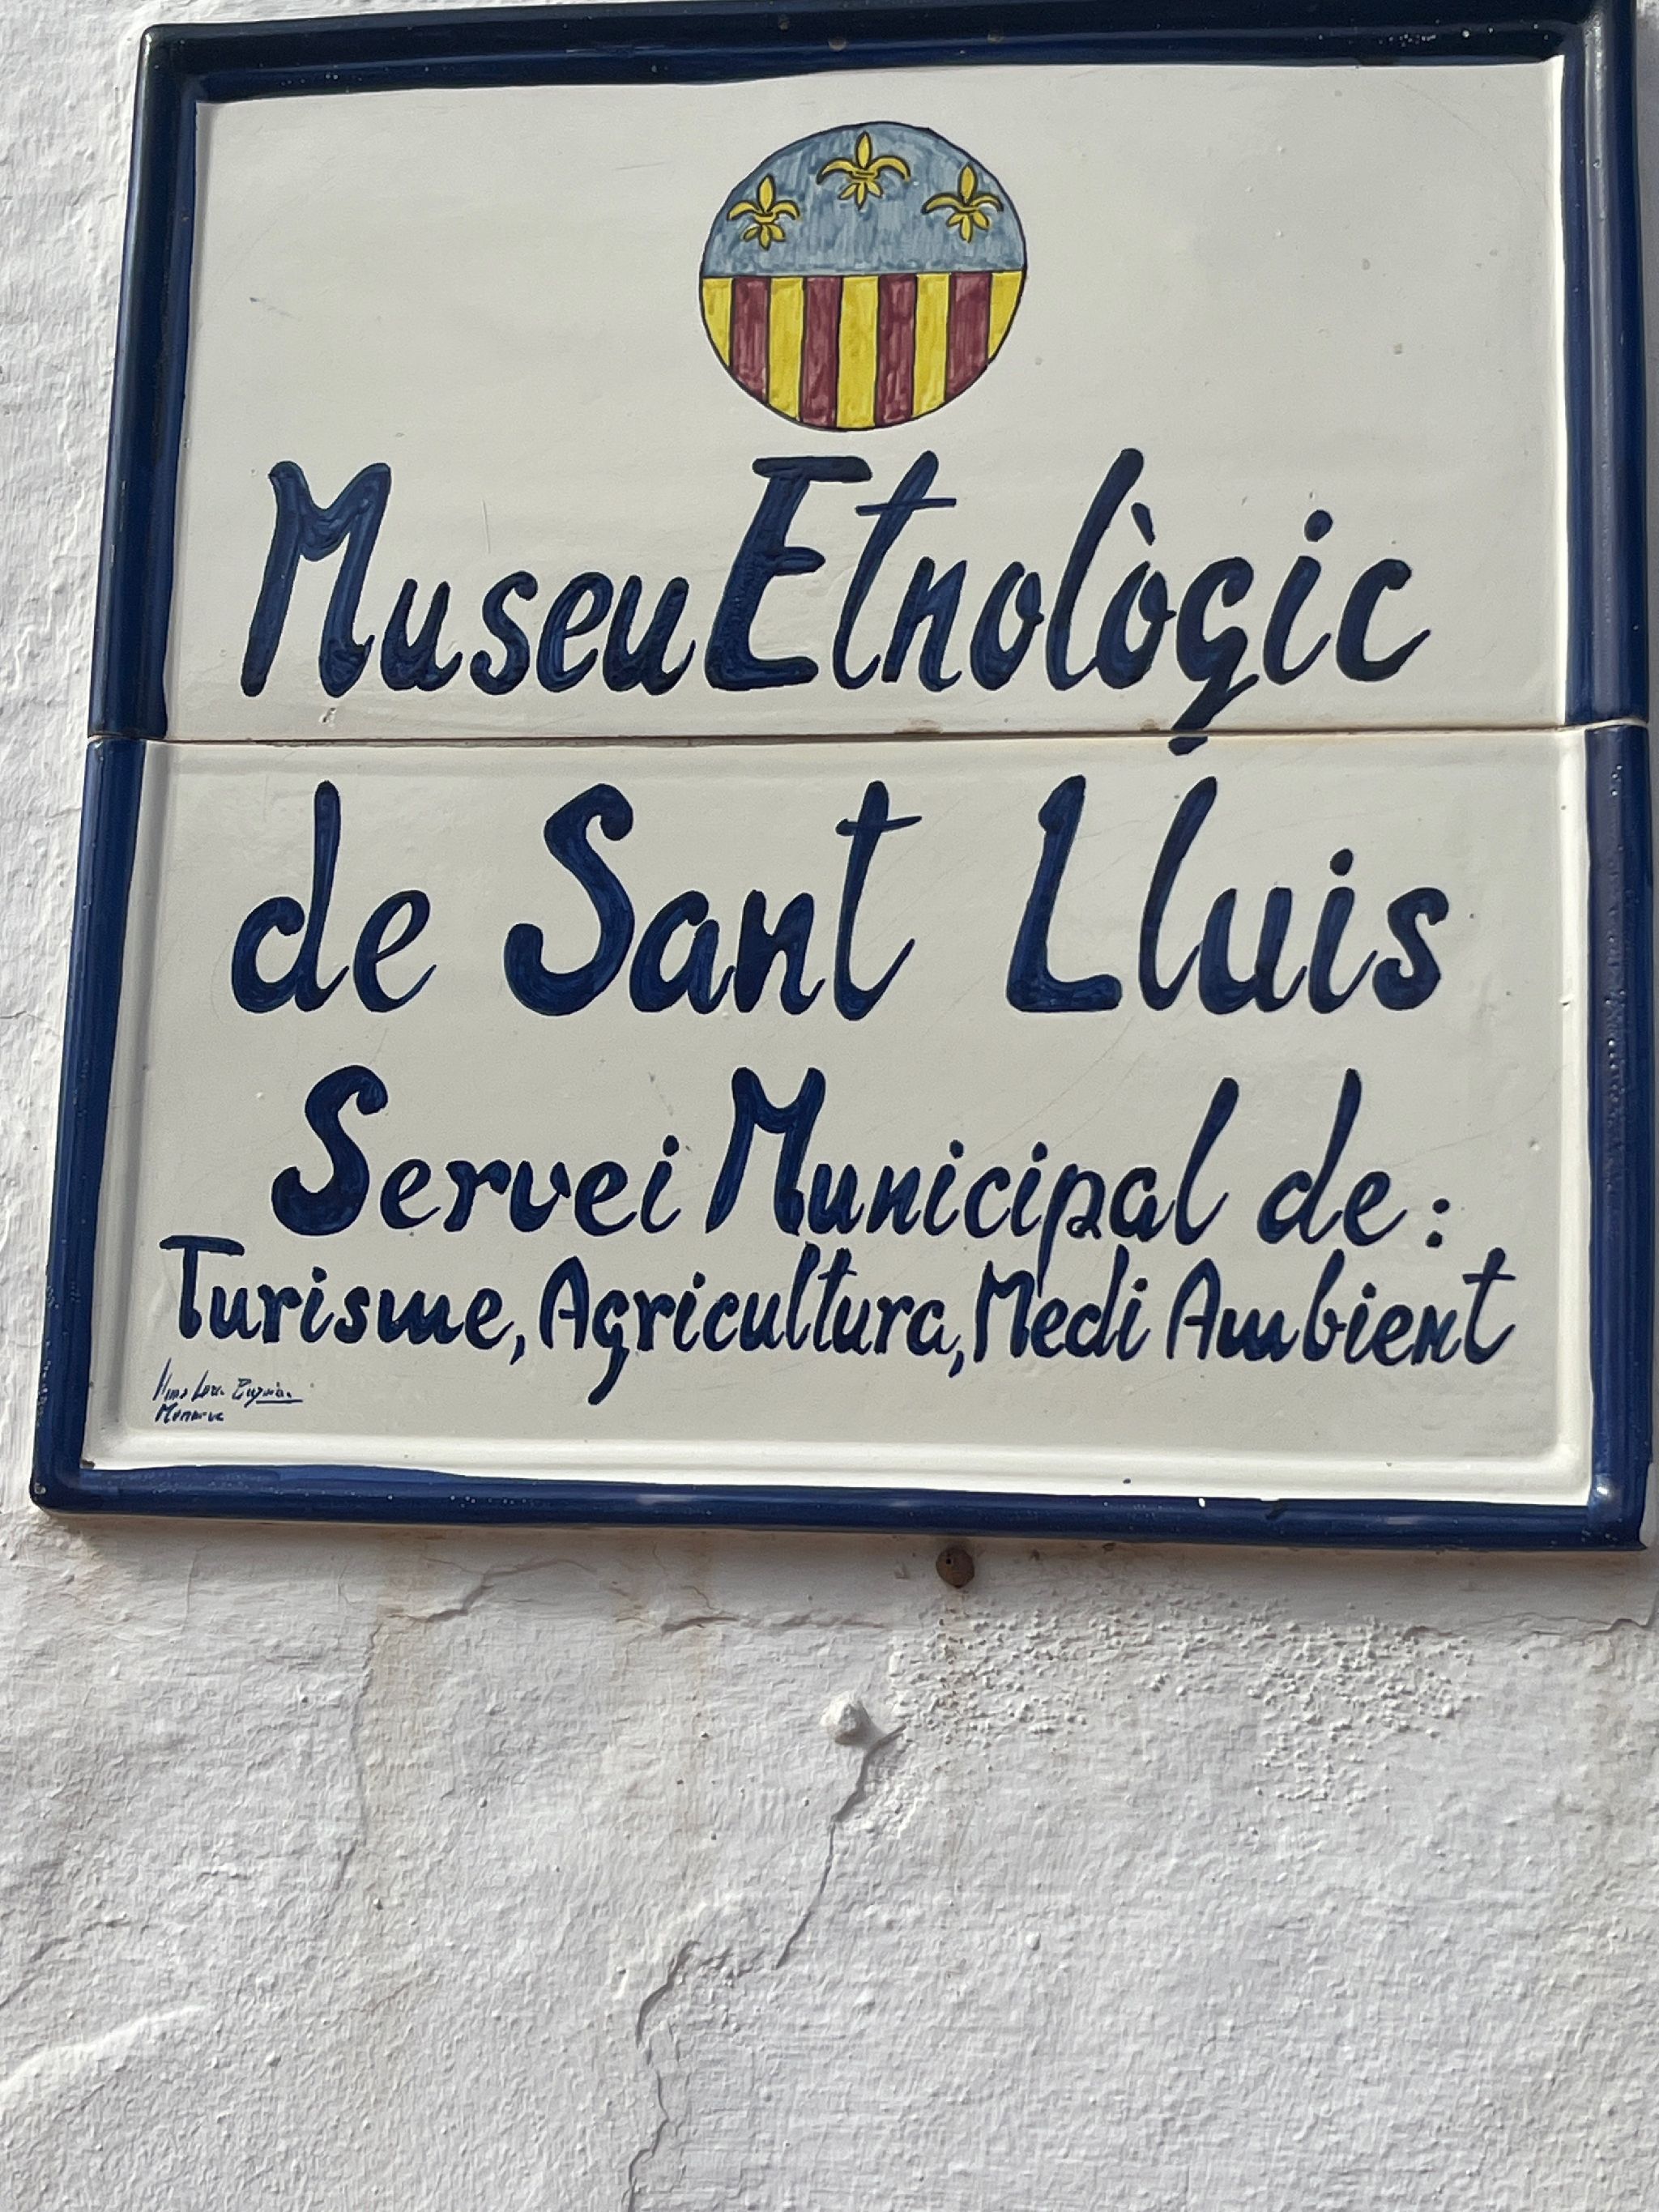 Museu Etnològic
de Sant Lluis
Servei Municipal de:
Turisme, Agricultura, Medi Ambient